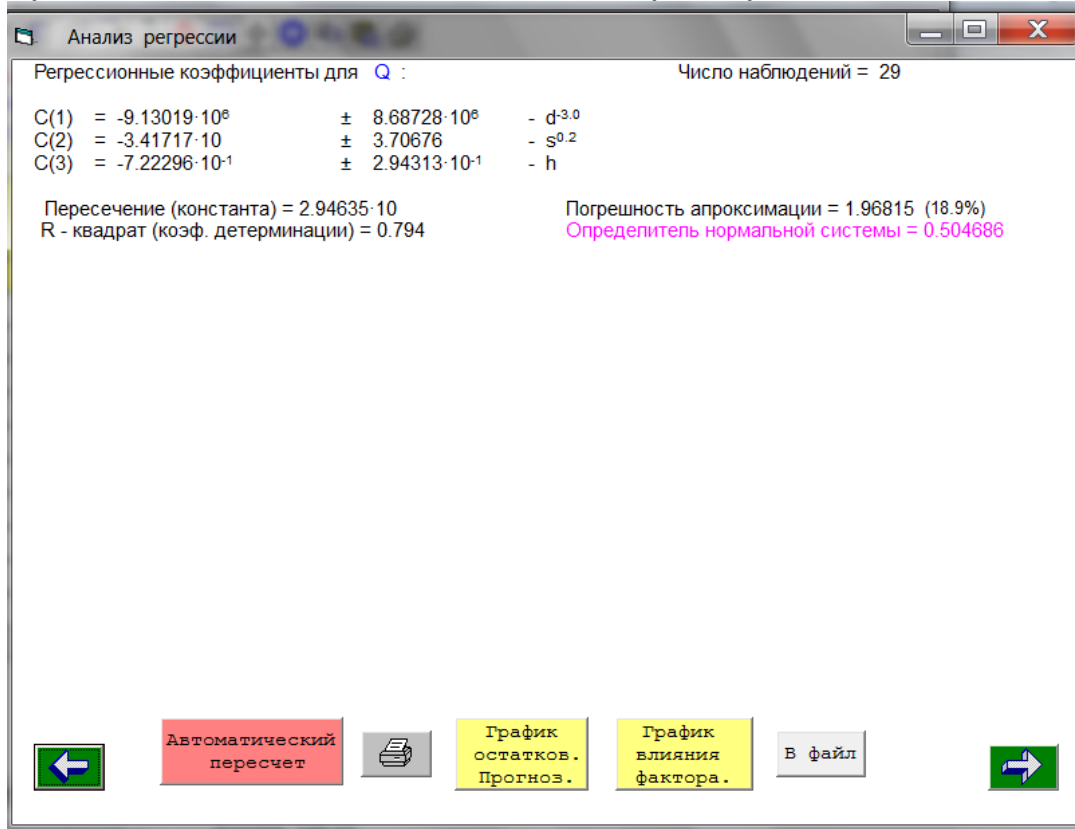 Анализ регрессии
X
Регрессионные коэффициенты для Q : Число наблюдений = 29
C(1) = -9.13019·10⁶ ± 8.68728·10⁶ - d⁻³·⁰
C(2) = -3.41717·10 ± 3.70676 - s⁰·²
C(3) = -7.22296·10⁻¹ ± 2.94313·10⁻¹ - h
Пересечение (константа) = 2.94635·10 Погрешность апроксимации = 1.96815 (18.9%)
R - квадрат (коэф. детерминации) = 0.794 Определитель нормальной системы = 0.504686
Автоматический
пересчет
График
остатков.
Прогноз.
График
влияния
фактора.
В файл